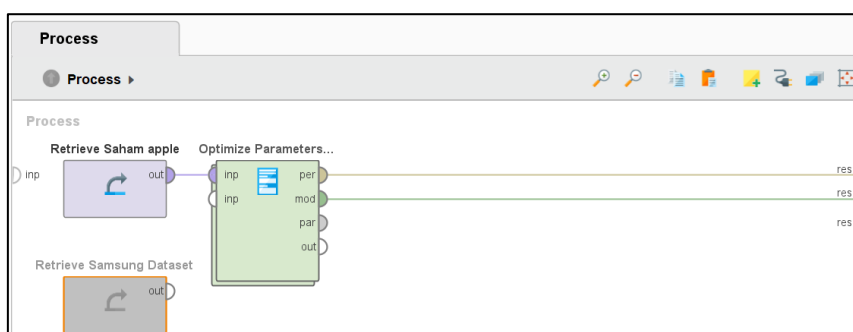 Process
Process
Process
Retrieve Saham apple
Optimize Parameters...
inp
out
inp
per
res
inp
mod
res
par
res
out
Retrieve Samsung Dataset
out